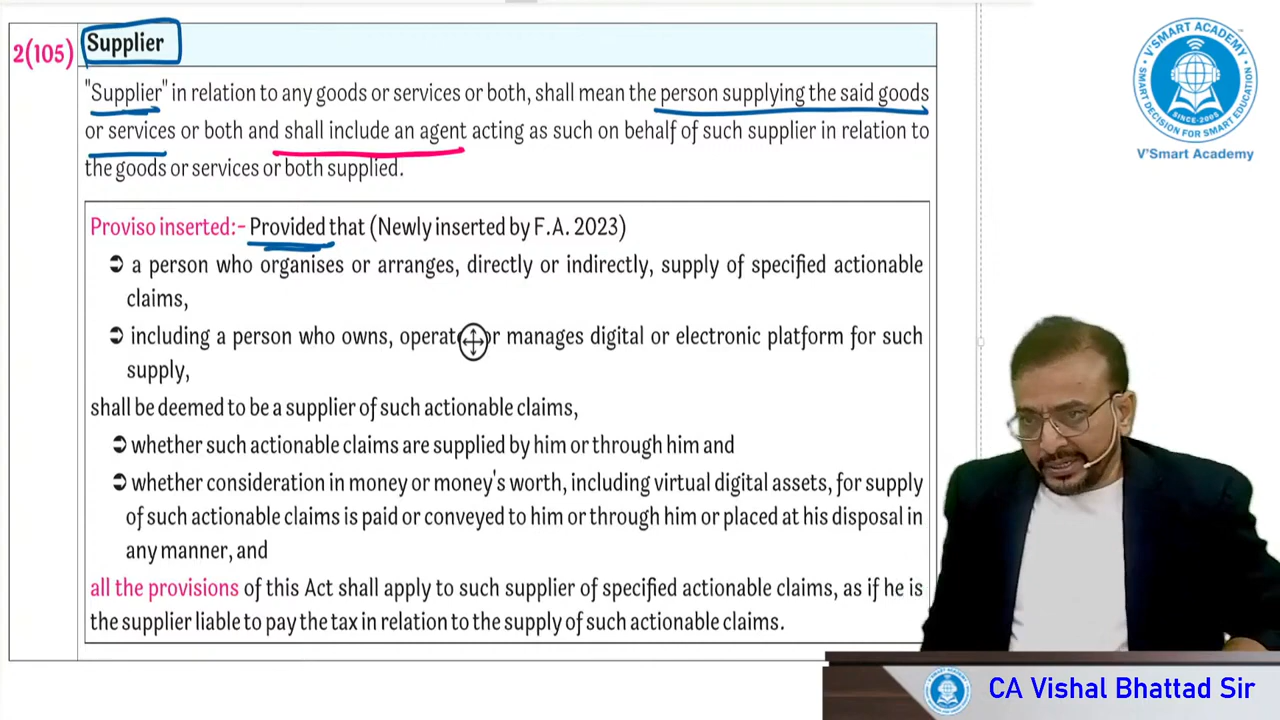 2(105)
Supplier
"Supplier" in relation to any goods or services or both, shall mean the person supplying the said goods
or services or both and shall include an agent acting as such on behalf of such supplier in relation to
the goods or services or both supplied.
Proviso inserted:- Provided that (Newly inserted by F.A. 2023)
➲ a person who organises or arranges, directly or indirectly, supply of specified actionable
claims,
➲ including a person who owns, operat or manages digital or electronic platform for such
supply,
shall be deemed to be a supplier of such actionable claims,
➲ whether such actionable claims are supplied by him or through him and
➲ whether consideration in money or money's worth, including virtual digital assets, for supply
of such actionable claims is paid or conveyed to him or through him or placed at his disposal in
any manner, and
all the provisions of this Act shall apply to such supplier of specified actionable claims, as if he is
the supplier liable to pay the tax in relation to the supply of such actionable claims.
V'SMART ACADEMY
SINCE-2005
SMART DECISION FOR SMART EDUCATION
V'Smart Academy
CA Vishal Bhattad Sir